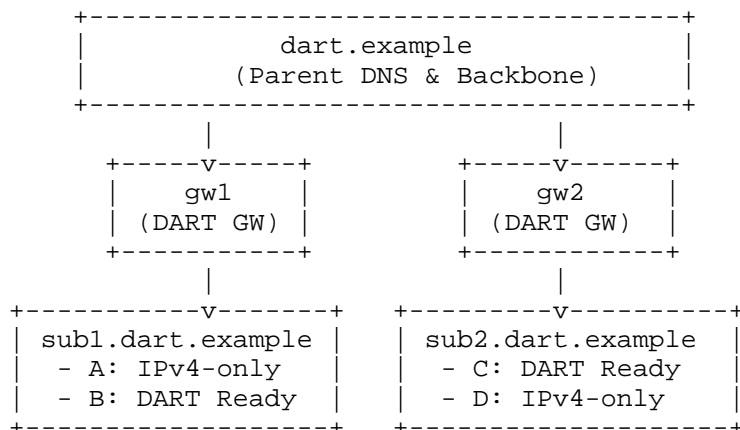 dart.example
(Parent DNS & Backbone)
gw1 gw2
(DART GW) (DART GW)
sub1.dart.example sub2.dart.example
- A: IPv4-only - C: DART Ready
- B: DART Ready - D: IPv4-only